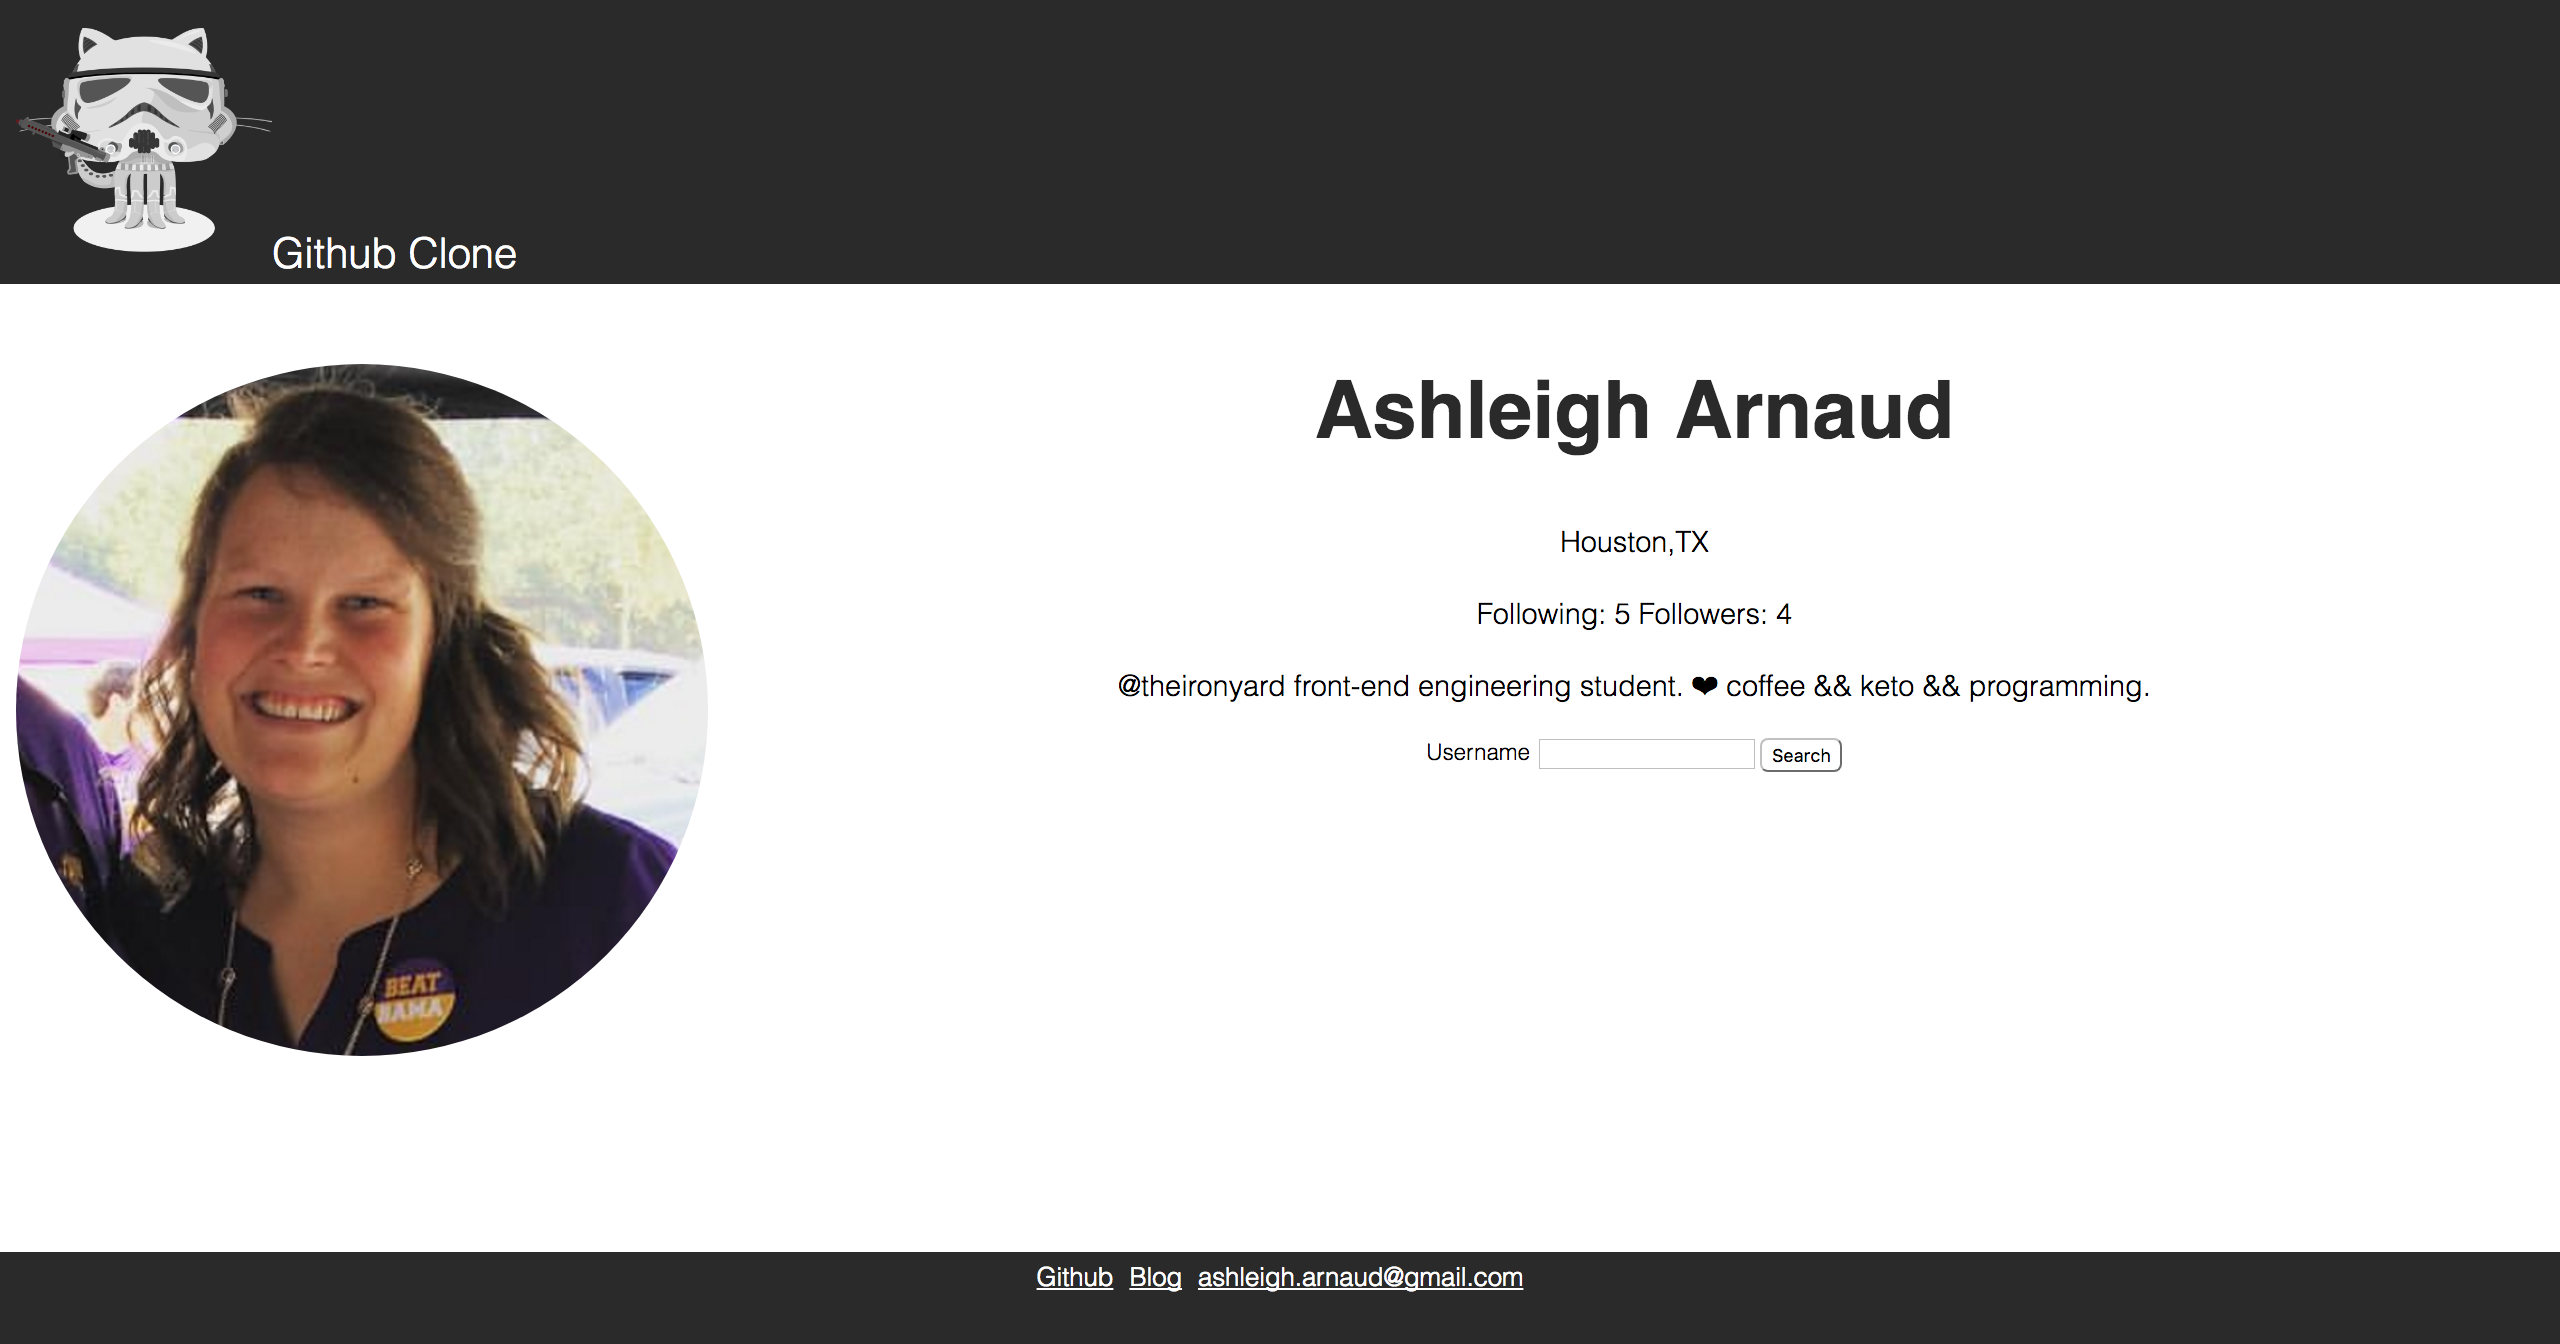 Github Clone
Ashleigh Arnaud
Houston,TX
Following: 5 Followers: 4
@theironyard front-end engineering student. ❤ coffee && keto && programming.
Username
Search
BEAT
BAMA
Github Blog ashleigh.arnaud@gmail.com